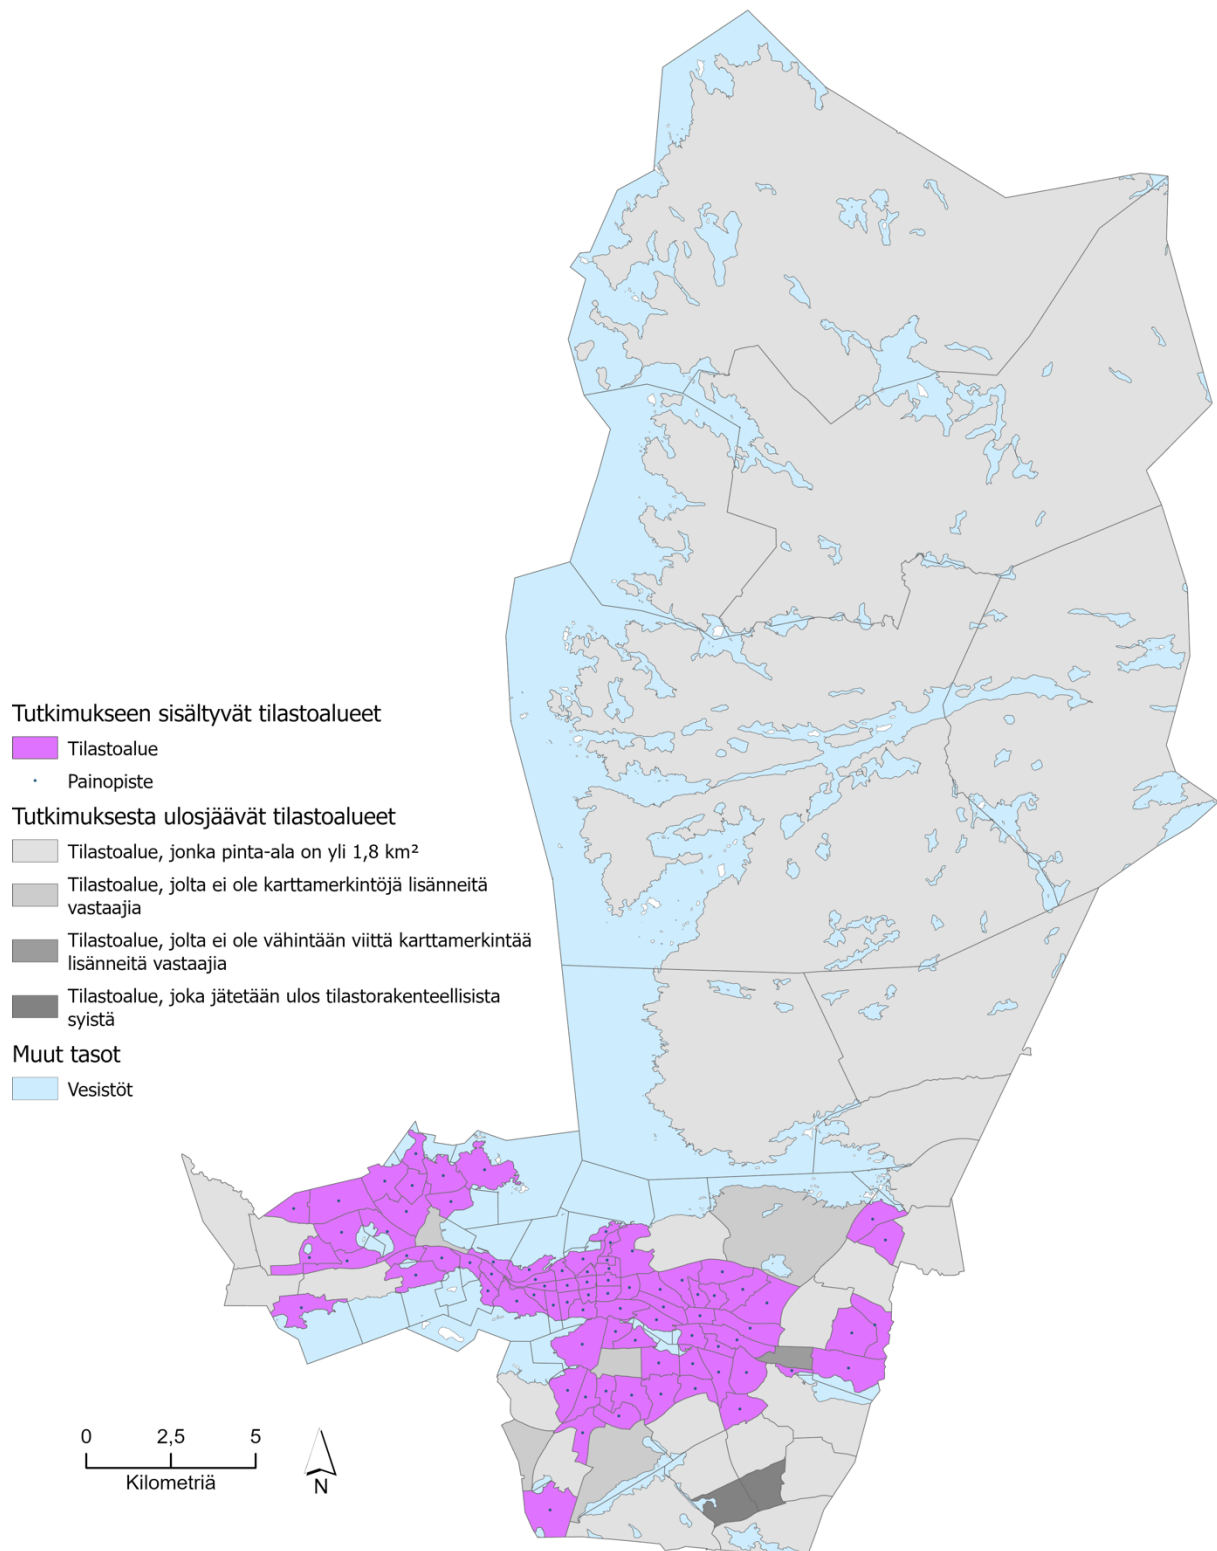 Tutkimukseen sisältyvät tilastoalueet
Tilastoalue
Painopiste
Tutkimuksesta ulosjäävät tilastoalueet
Tilastoalue, jonka pinta-ala on yli 1,8 km²
Tilastoalue, jolta ei ole karttamerkintöjä lisänneitä
vastaajia
Tilastoalue, jolta ei ole vähintään viittä karttamerkintää
lisänneitä vastaajia
Tilastoalue, joka jätetään ulos tilastorakenteellisista
syistä
Muut tasot
Vesistöt
0 2,5 5
Kilometriä
N